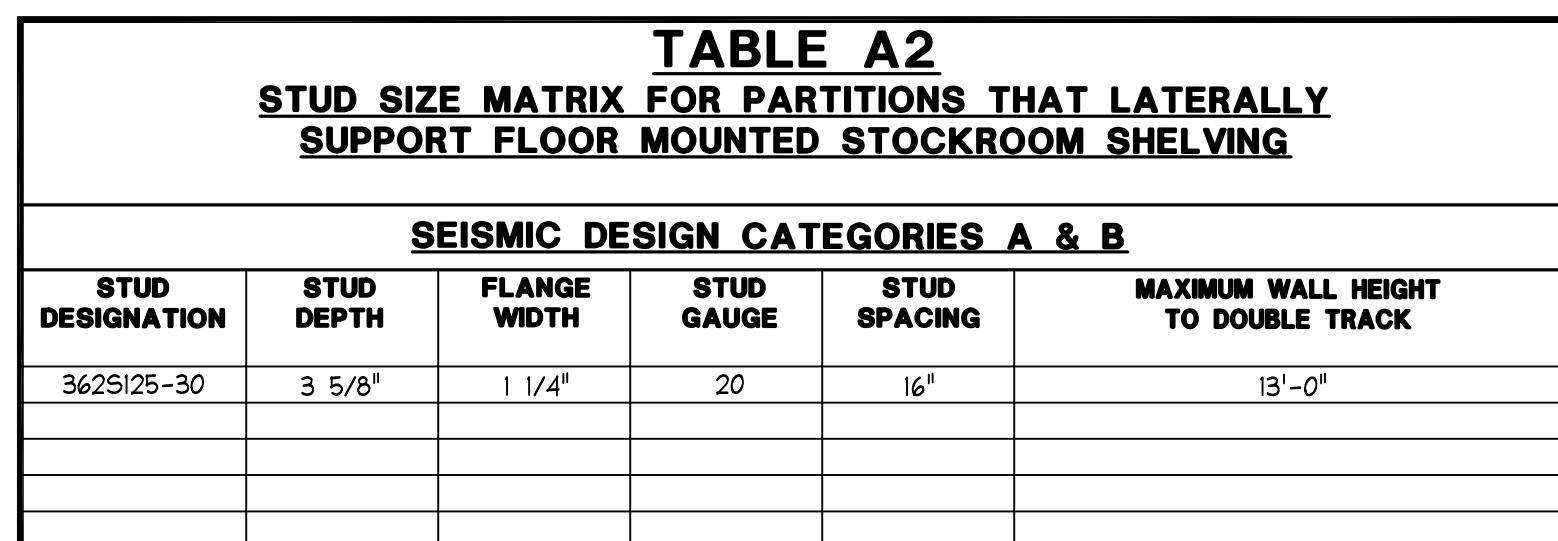 TABLE A2
STUD SIZE MATRIX FOR PARTITIONS THAT LATERALLY
SUPPORT FLOOR MOUNTED STOCKROOM SHELVING
SEISMIC DESIGN CATEGORIES A & B
STUD DESIGNATION
STUD DEPTH
FLANGE WIDTH
STUD GAUGE
STUD SPACING
MAXIMUM WALL HEIGHT TO DOUBLE TRACK
362S125-30 3 5/8" 1 1/4" 20 16" 13'-0"